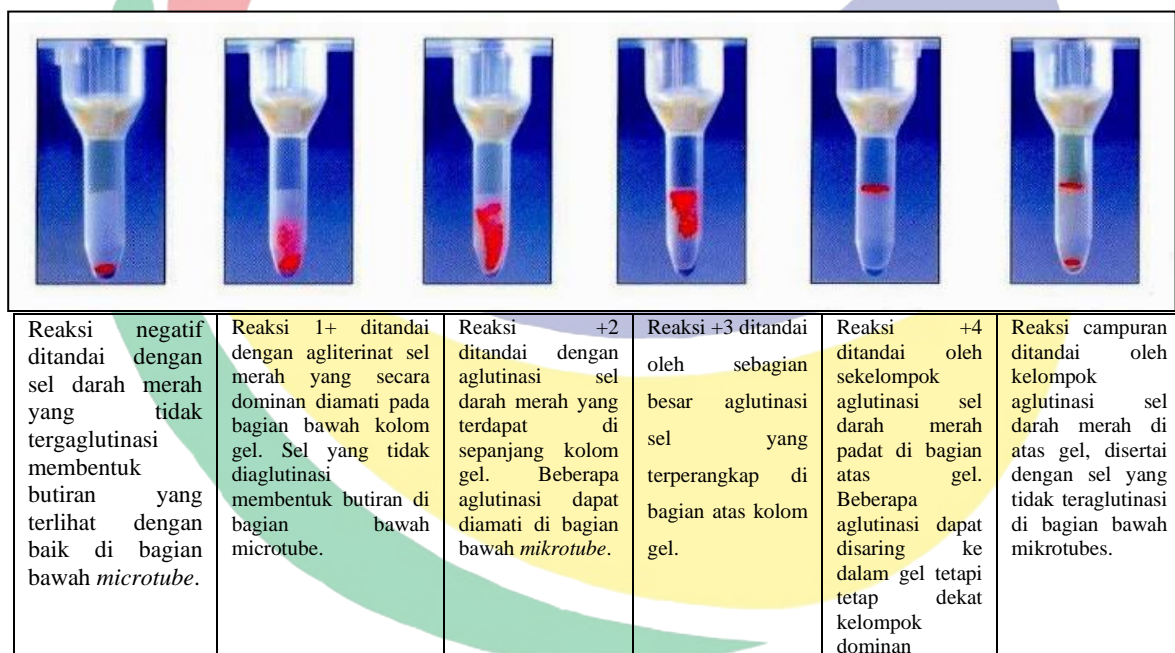 Reaksi negatif
ditandai dengan
sel darah merah
yang tidak
tergaglutinasi
membentuk
butiran yang
terlihat dengan
baik di bagian
bawah microtube.
Reaksi 1+ ditandai
dengan agliterinat sel
merah yang secara
dominan diamati pada
bagian bawah kolom
gel. Sel yang tidak
diaglutinasi
membentuk butiran di
bagian bawah
microtube.
Reaksi +2
ditandai dengan
aglutinasi sel
darah merah yang
terdapat di
sepanjang kolom
gel. Beberapa
aglutinasi dapat
diamati di bagian
bawah mikrotube.
Reaksi +3 ditandai
oleh sebagian
besar aglutinasi
sel yang
terperangkap di
bagian atas kolom
gel.
Reaksi +4
ditandai oleh
sekelompok
aglutinasi sel
darah merah
padat di bagian
atas gel.
Beberapa
aglutinasi dapat
disaring ke
dalam gel tetapi
tetap dekat
kelompok
dominan
Reaksi campuran
ditandai oleh
kelompok
aglutinasi sel
darah merah di
atas gel, disertai
dengan sel yang
tidak teraglutinasi
di bagian bawah
mikrotubes.